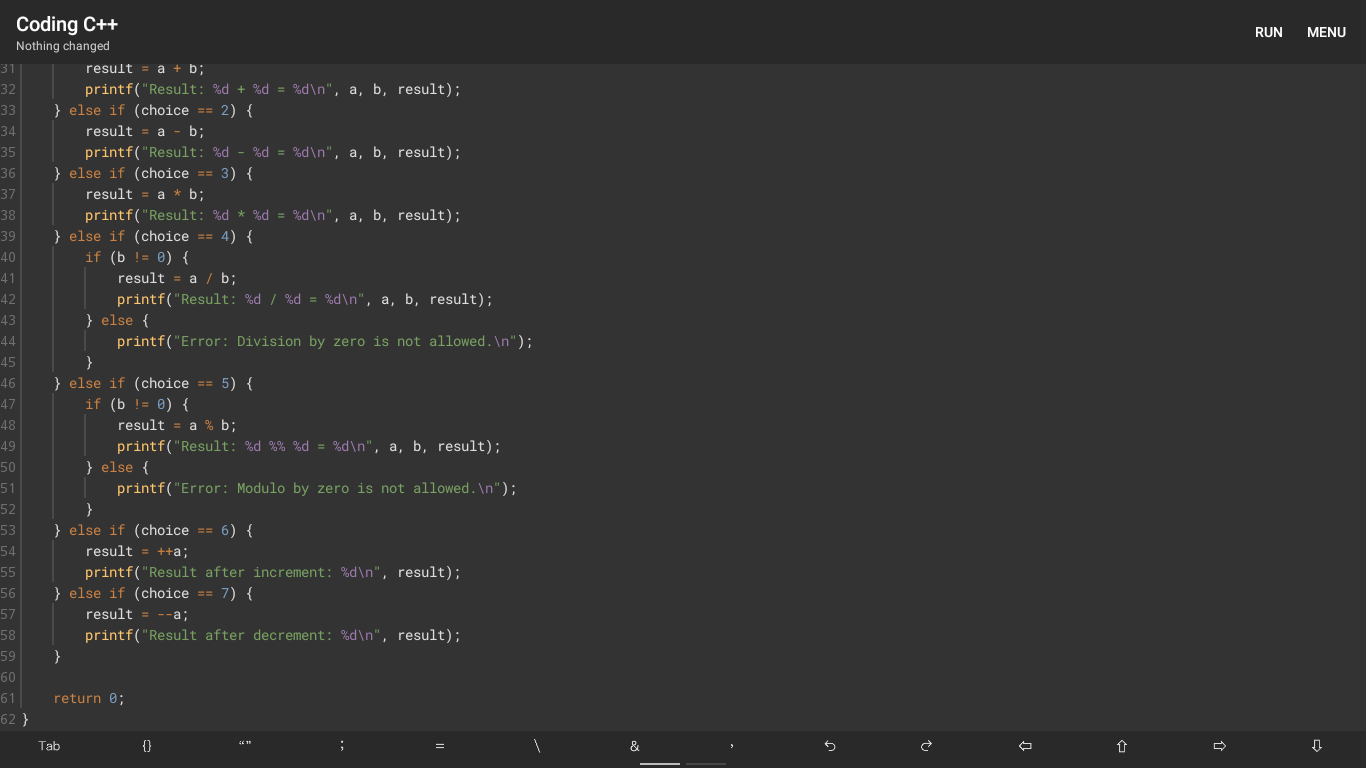 Coding C++
Nothing changed
RUN MENU
31         result = a + b;
32         printf("Result: %d + %d = %d\n", a, b, result);
33     } else if (choice == 2) {
34         result = a - b;
35         printf("Result: %d - %d = %d\n", a, b, result);
36     } else if (choice == 3) {
37         result = a * b;
38         printf("Result: %d * %d = %d\n", a, b, result);
39     } else if (choice == 4) {
40         if (b != 0) {
41             result = a / b;
42             printf("Result: %d / %d = %d\n", a, b, result);
43         } else {
44             printf("Error: Division by zero is not allowed.\n");
45         }
46     } else if (choice == 5) {
47         if (b != 0) {
48             result = a % b;
49             printf("Result: %d %% %d = %d\n", a, b, result);
50         } else {
51             printf("Error: Modulo by zero is not allowed.\n");
52         }
53     } else if (choice == 6) {
54         result = ++a;
55         printf("Result after increment: %d\n", result);
56     } else if (choice == 7) {
57         result = --a;
58         printf("Result after decrement: %d\n", result);
59     }
60
61     return 0;
62 }
Tab {} “” ; = \ & ,